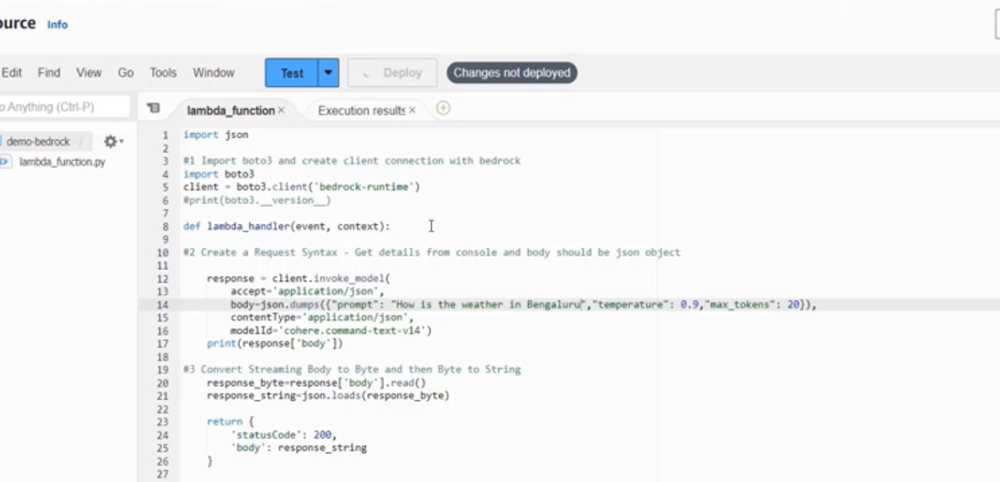 ource Info
Edit Find View Go Tools Window Test Deploy Changes not deployed
o Anything (Ctrl-P) lambda_function × Execution results ×
demo-bedrock /
lambda_function.py
1 import json
2
3 #1 Import boto3 and create client connection with bedrock
4 import boto3
5 client = boto3.client('bedrock-runtime')
6 #print(boto3.__version__)
7
8 def lambda_handler(event, context):
9
10 #2 Create a Request Syntax - Get details from console and body should be json object
11
12     response = client.invoke_model(
13         accept='application/json',
14         body=json.dumps({"prompt": "How is the weather in Bengaluru","temperature": 0.9,"max_tokens": 20}),
15         contentType='application/json',
16         modelId='cohere.command-text-v14')
17     print(response['body'])
18
19 #3 Convert Streaming Body to Byte and then Byte to String
20     response_byte=response['body'].read()
21     response_string=json.loads(response_byte)
22
23     return {
24         'statusCode': 200,
25         'body': response_string
26     }
27